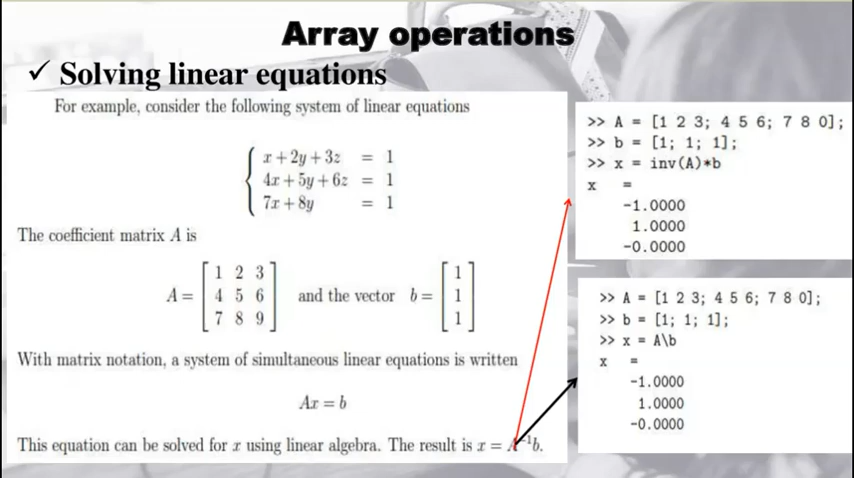 Array operations
✓ Solving linear equations
For example, consider the following system of linear equations
x + 2y + 3z = 1
4x + 5y + 6z = 1
7x + 8y = 1
The coefficient matrix A is
A = [1 2 3
4 5 6
7 8 9] and the vector b = [1
1
1]
With matrix notation, a system of simultaneous linear equations is written
Ax = b
This equation can be solved for x using linear algebra. The result is x = A⁻¹b.
>> A = [1 2 3; 4 5 6; 7 8 0];
>> b = [1; 1; 1];
>> x = inv(A)*b
x =
-1.0000
1.0000
-0.0000
>> A = [1 2 3; 4 5 6; 7 8 0];
>> b = [1; 1; 1];
>> x = A\b
x =
-1.0000
1.0000
-0.0000